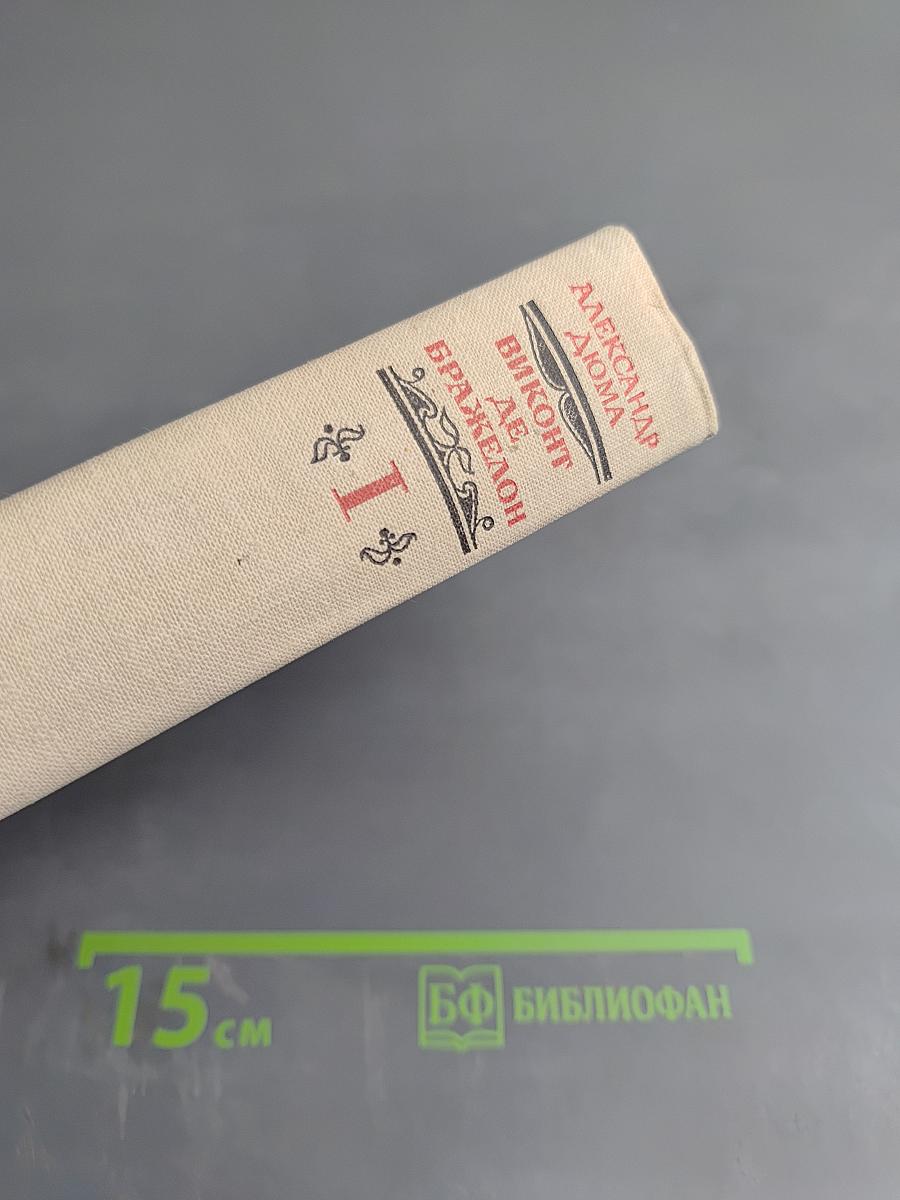 АЛЕКСАНДР
ДЮМА
ВИКОНТ
ДЕ
БРАЖЕЛОН
I
15 см
БФ БИБЛИОФАН